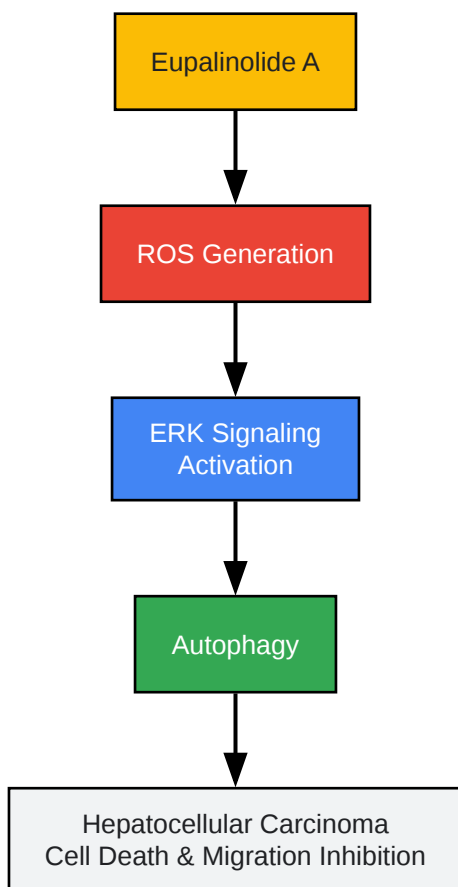 Eupalinolide A
ROS Generation
ERK Signaling
Activation
Autophagy
Hepatocellular Carcinoma
Cell Death & Migration Inhibition